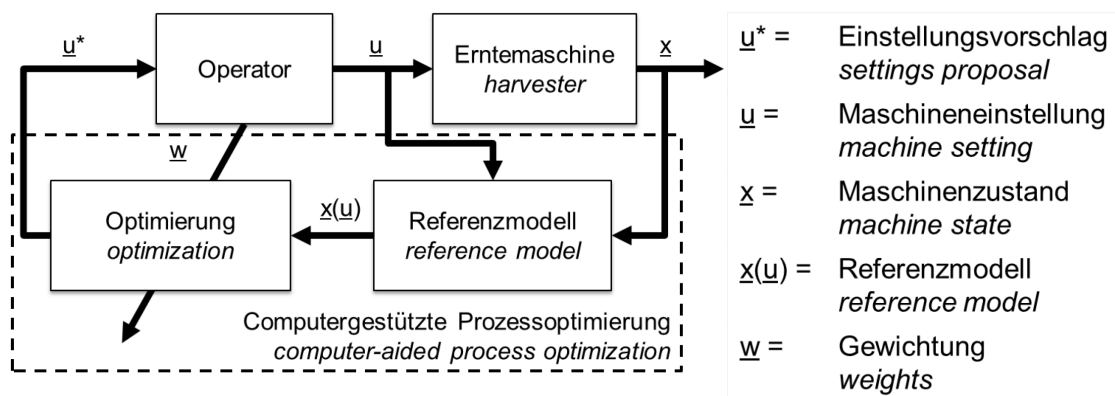 u*
Operator
u
Erntemaschine
harvester
x
w
Optimierung
optimization
x(u)
Referenzmodell
reference model
Computergestützte Prozessoptimierung
computer-aided process optimization
u* = Einstellungsvorschlag
settings proposal
u = Maschineneinstellung
machine setting
x = Maschinenzustand
machine state
x(u) = Referenzmodell
reference model
w = Gewichtung
weights